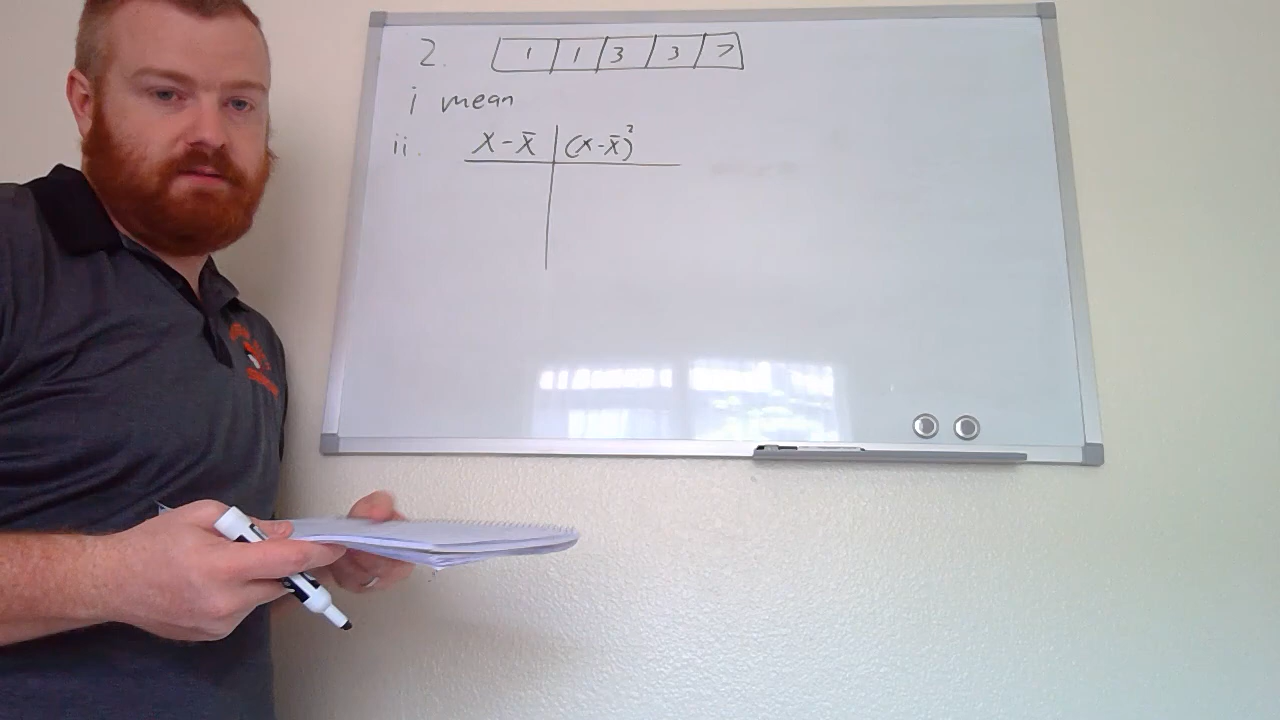 2. 1 1 3 3 7
i mean
ii. X - x̄ (x - x̄)²